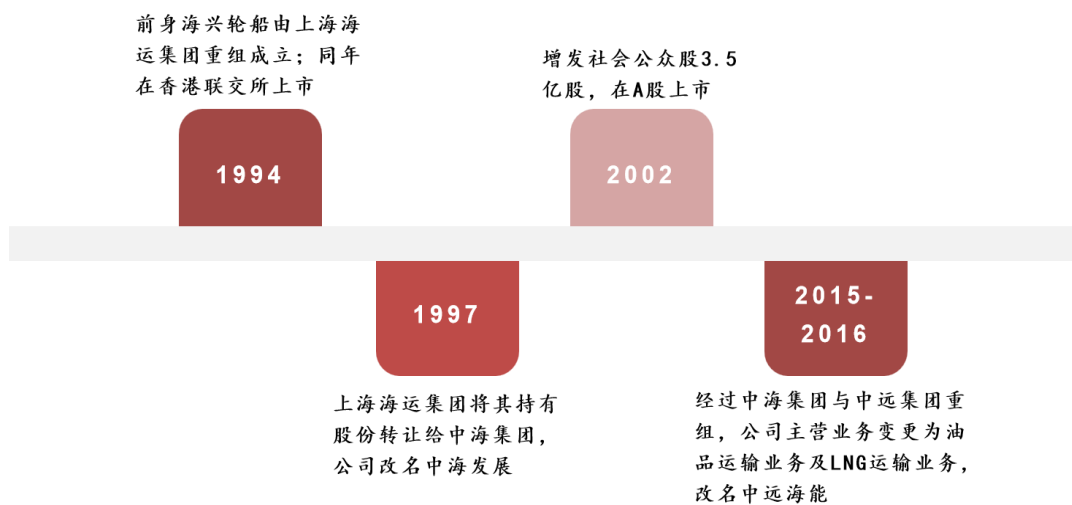 前身海兴轮船由上海海
运集团重组成立；同年
在香港联交所上市
1994
增发社会公众股3.5
亿股，在A股上市
2002
1997
上海海运集团将其持有
股份转让给中海集团，
公司改名中海发展
2015-
2016
经过中海集团与中远集团重
组，公司主营业务变更为油
品运输业务及LNG运输业务，
改名中远海能